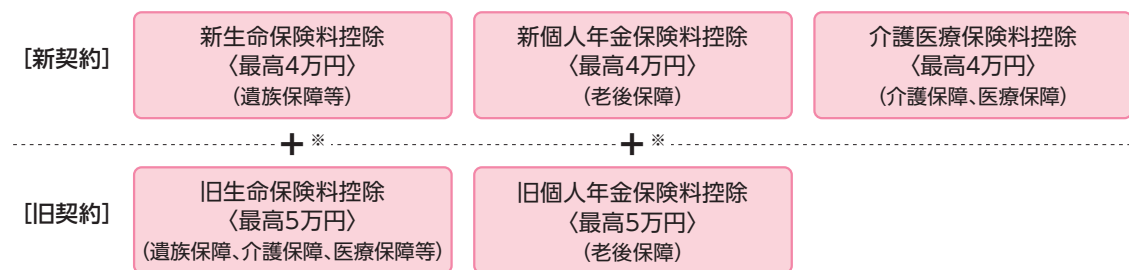 [新契約]
新生命保険料控除
〈最高4万円〉
(遺族保障等)
新個人年金保険料控除
〈最高4万円〉
(老後保障)
介護医療保険料控除
〈最高4万円〉
(介護保障、医療保障)
+※
+※
[旧契約]
旧生命保険料控除
〈最高5万円〉
(遺族保障、介護保障、医療保障等)
旧個人年金保険料控除
〈最高5万円〉
(老後保障)